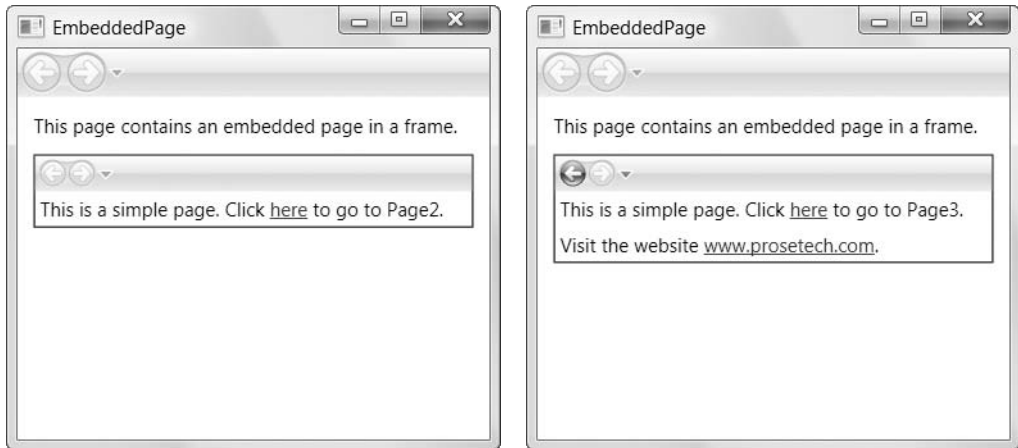 EmbeddedPage
This page contains an embedded page in a frame.
This is a simple page. Click here to go to Page2.
EmbeddedPage
This page contains an embedded page in a frame.
This is a simple page. Click here to go to Page3.
Visit the website www.prosetech.com.